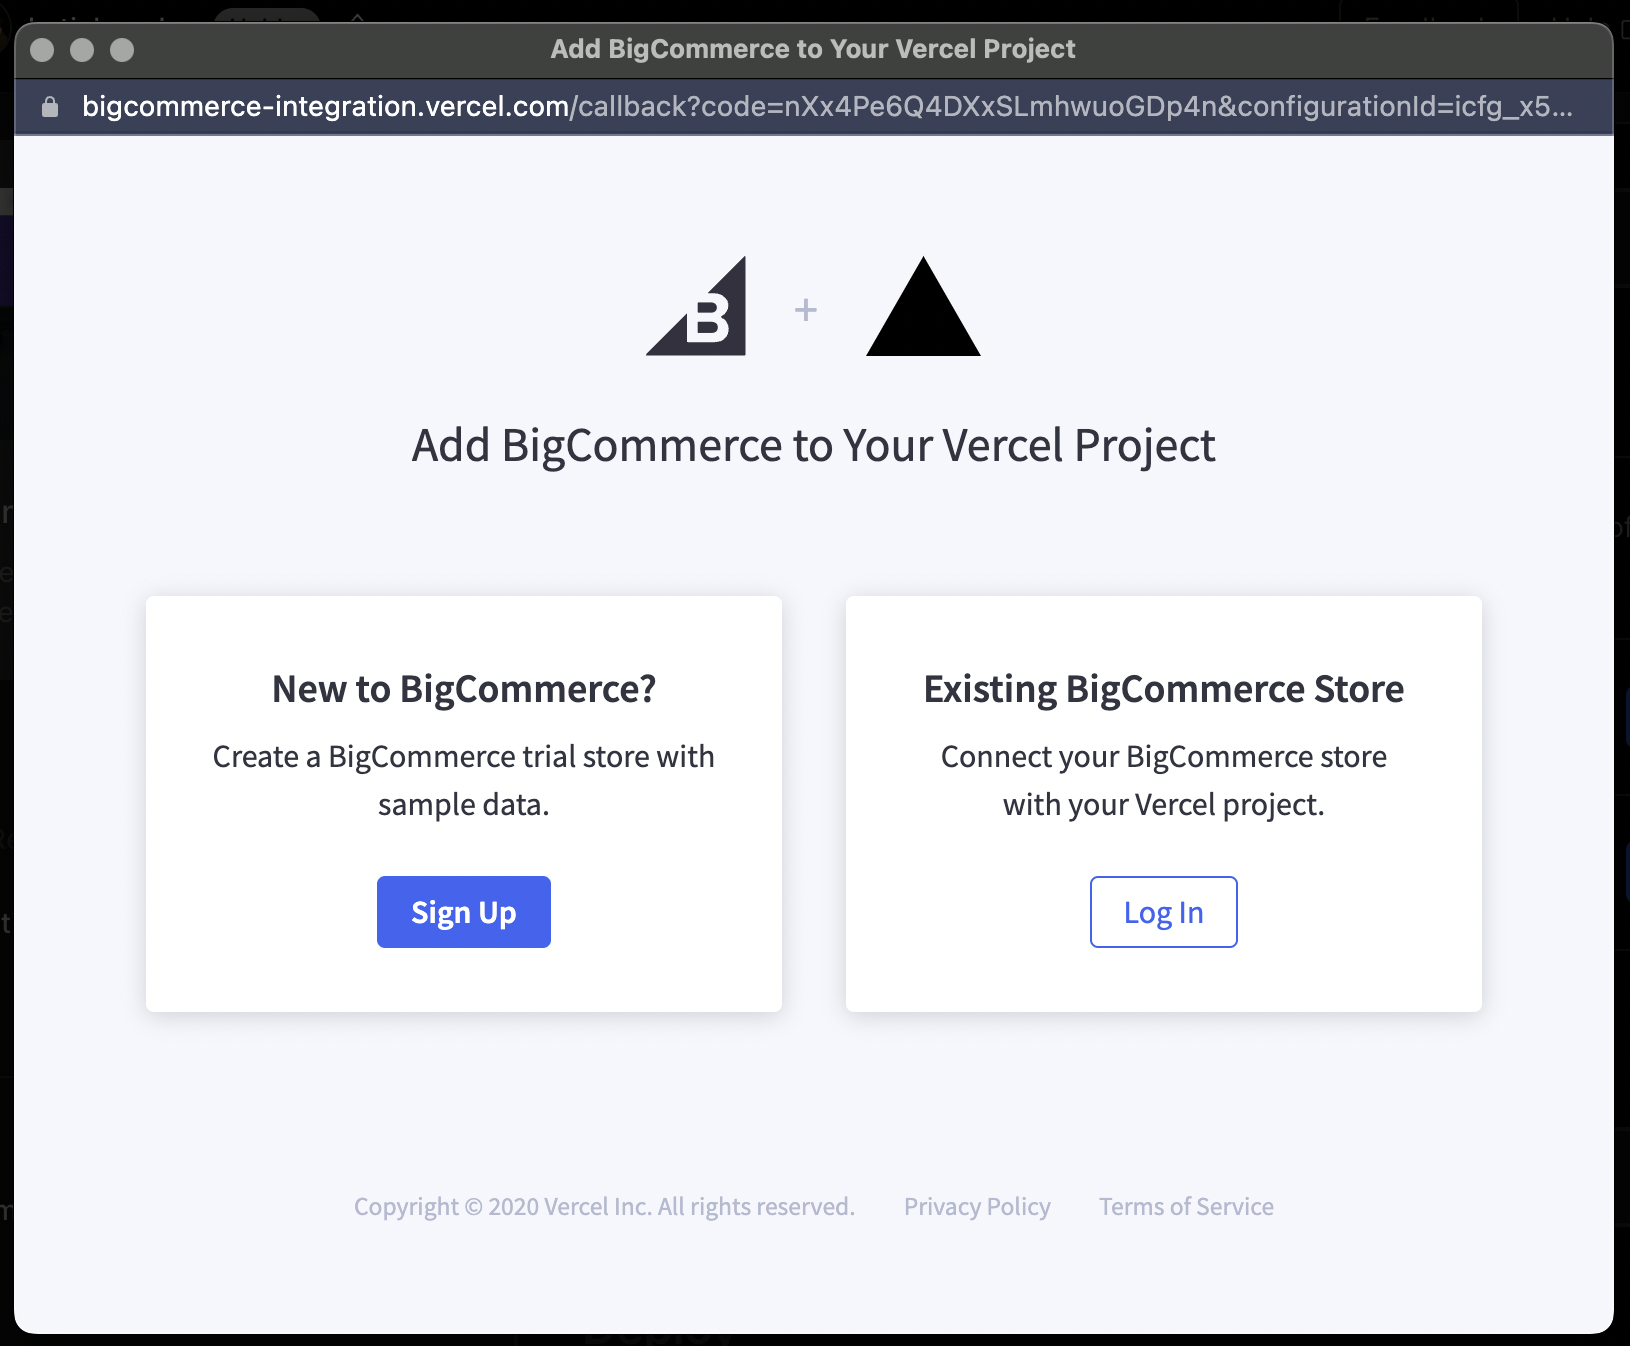 Add BigCommerce to Your Vercel Project
bigcommerce-integration.vercel.com/callback?code=nXx4Pe6Q4DXxSLmhwuoGDp4n&configurationId=icfg_x5...
B
+
Add BigCommerce to Your Vercel Project
New to BigCommerce?
Create a BigCommerce trial store with
sample data.
Sign Up
Existing BigCommerce Store
Connect your BigCommerce store
with your Vercel project.
Log In
Copyright © 2020 Vercel Inc. All rights reserved.
Privacy Policy
Terms of Service